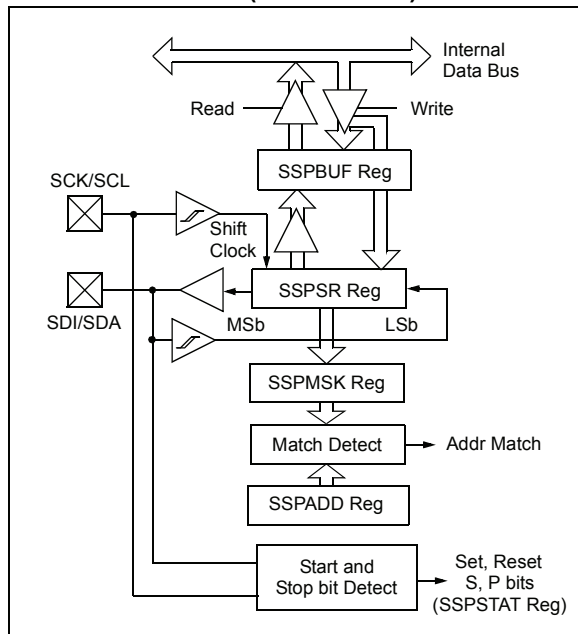 Internal
Data Bus
Read
Write
SSPBUF Reg
SCK/SCL
Shift
Clock
SSPSR Reg
MSb
LSb
SDI/SDA
SSPMSK Reg
Match Detect
Addr Match
SSPADD Reg
Start and
Stop bit Detect
Set, Reset
S, P bits
(SSPSTAT Reg)